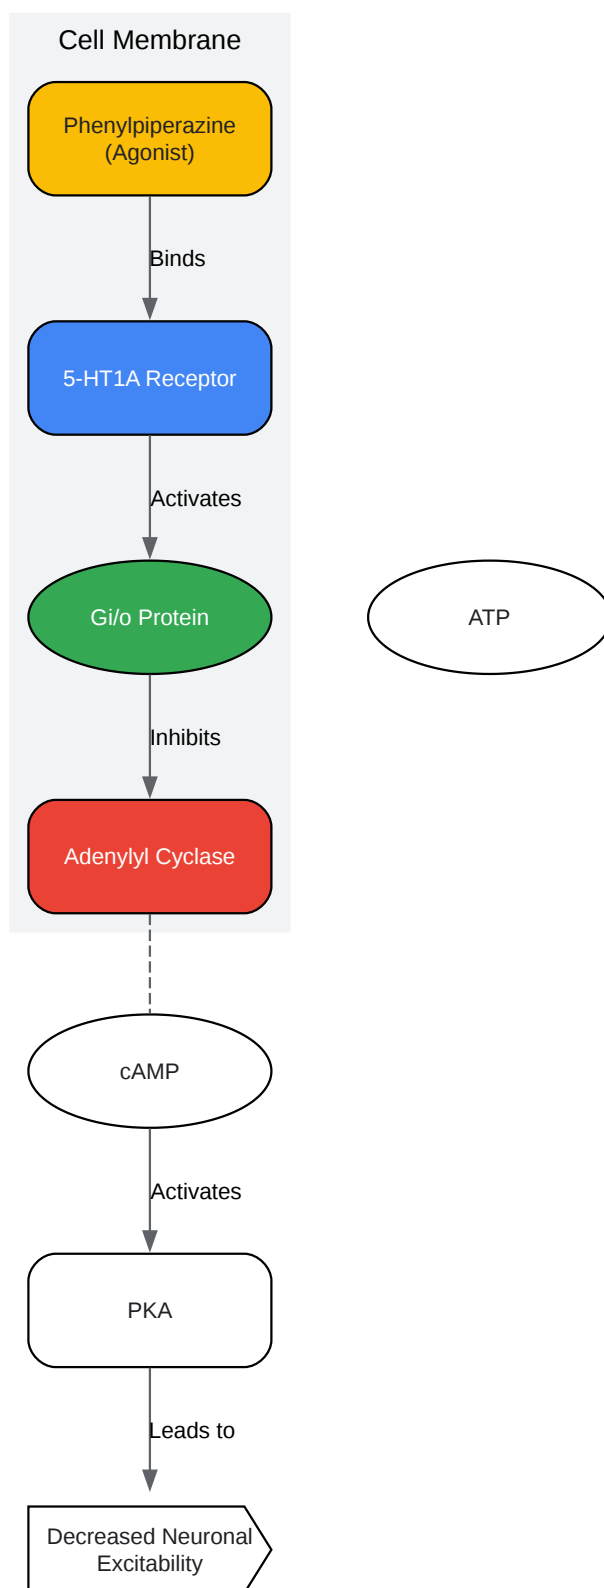 Cell Membrane
Phenylpiperazine
(Agonist)
Binds
5-HT1A Receptor
Activates
Gi/o Protein
ATP
Inhibits
Adenylyl Cyclase
cAMP
Activates
PKA
Leads to
Decreased Neuronal
Excitability